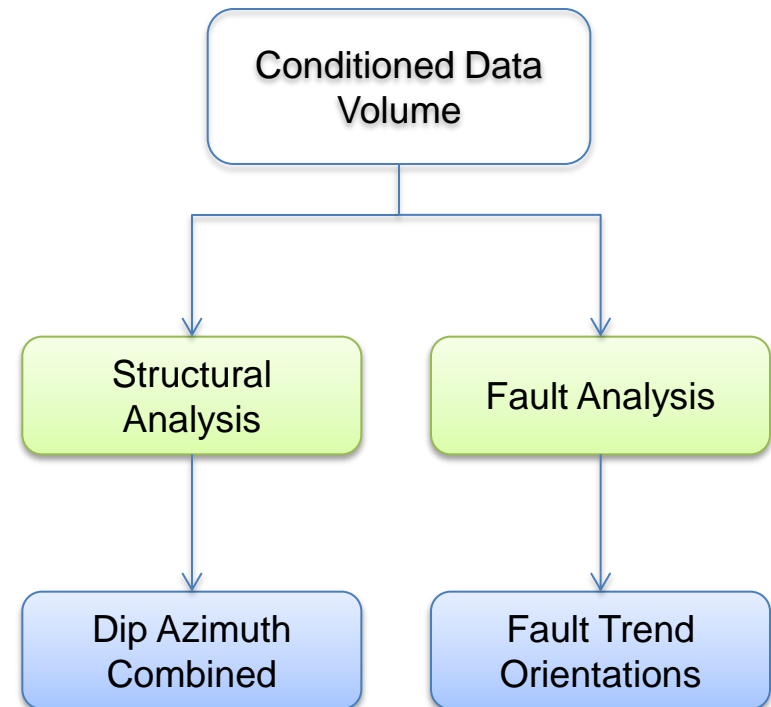 Conditioned Data
Volume
Structural
Analysis
Fault Analysis
Dip Azimuth
Combined
Fault Trend
Orientations